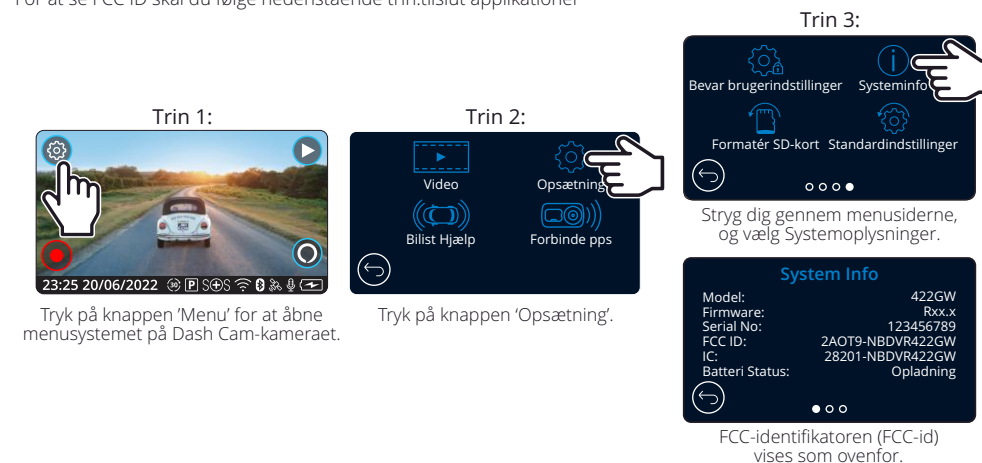 For at se FCC ID skal du følge nedenstående trin.tilslut applikationer
Trin 1:
23:25 20/06/2022 30 P SOS
Tryk på knappen ’Menu’ for at åbne
menusystemet på Dash Cam-kameraet.
Trin 2:
Video
Opsætning
Bilist Hjælp
Forbinde pps
Tryk på knappen ‘Opsætning’.
Trin 3:
Bevar brugerindstillinger
Systeminfo
Formatér SD-kort
Standardindstillinger
Stryg dig gennem menusiderne,
og vælg Systemoplysninger.
System Info
Model: 422GW
Firmware: Rxx.x
Serial No: 123456789
FCC ID: 2AOT9-NBDVR422GW
IC: 28201-NBDVR422GW
Batteri Status: Opladning
FCC-identifikatoren (FCC-id)
vises som ovenfor.